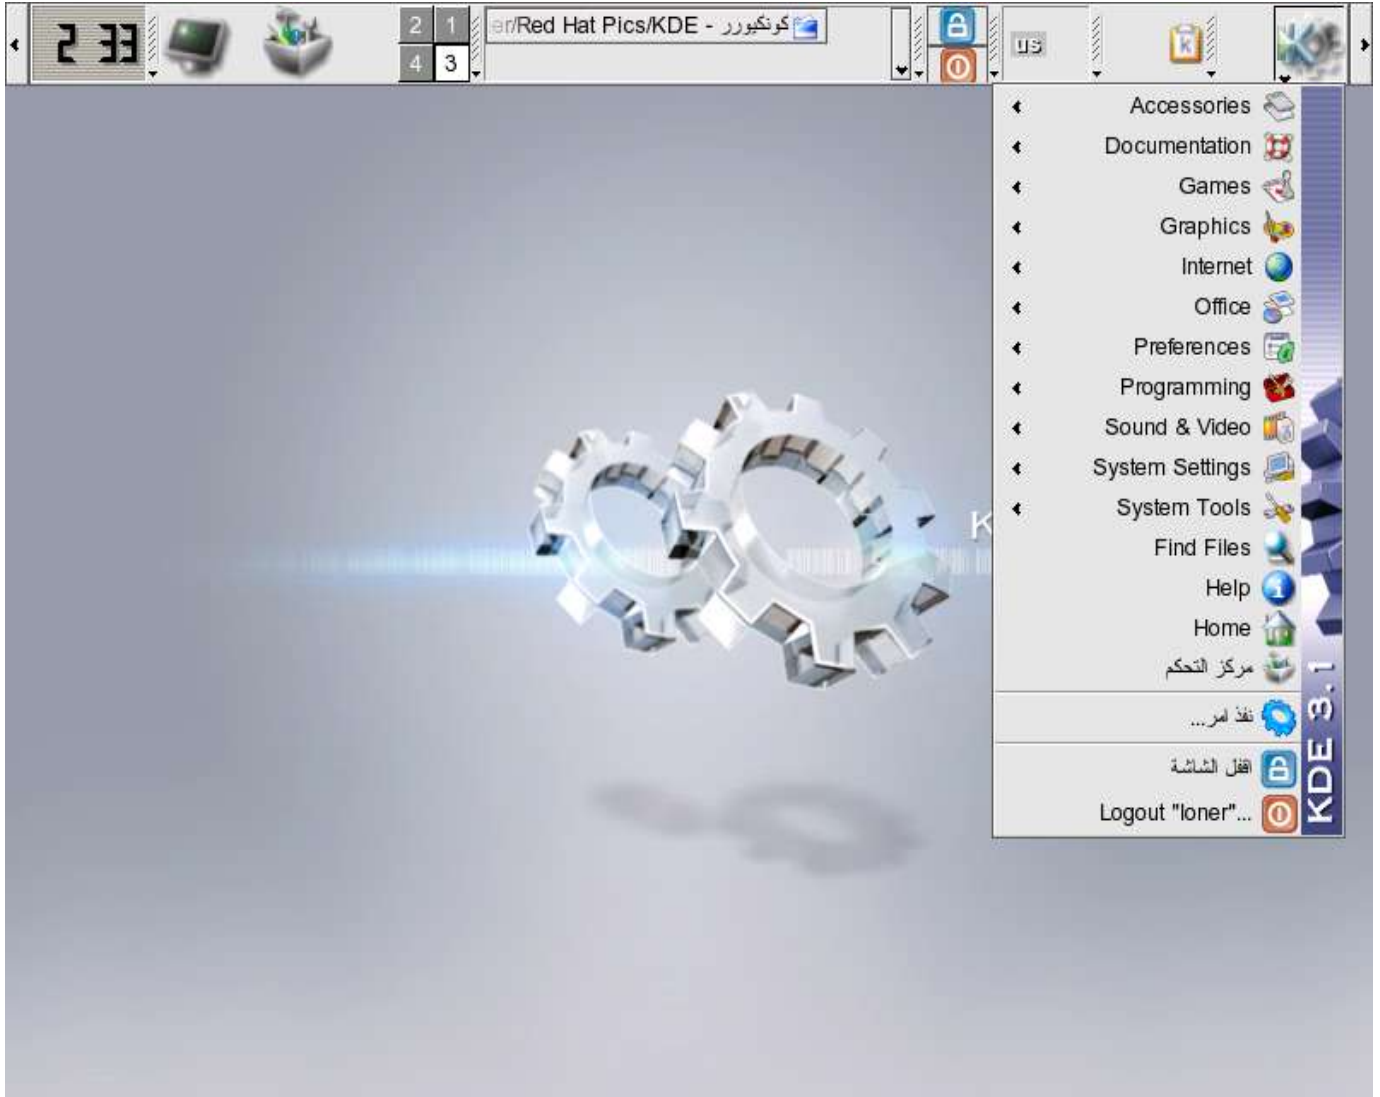 2 33
2 1
4 3
er/Red Hat Pics/KDE - كونكيورر
us
Accessories
Documentation
Games
Graphics
Internet
Office
Preferences
Programming
Sound & Video
System Settings
System Tools
Find Files
Help
Home
مركز التحكم
نفذ امر...
اقفل الشاشة
Logout "loner"...
KDE 3.1
K